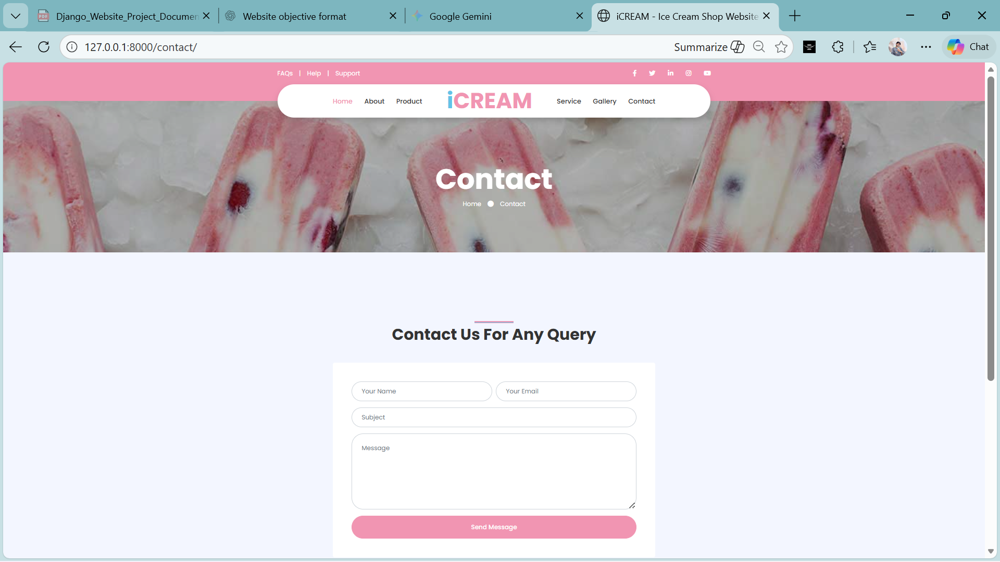 Django_Website_Project_Documen
Website objective format
Google Gemini
iCREAM - Ice Cream Shop Website
127.0.0.1:8000/contact/
Summarize
Chat
FAQs | Help | Support
Home About Product iCREAM Service Gallery Contact
Contact
Home Contact
Contact Us For Any Query
Your Name Your Email
Subject
Message
Send Message